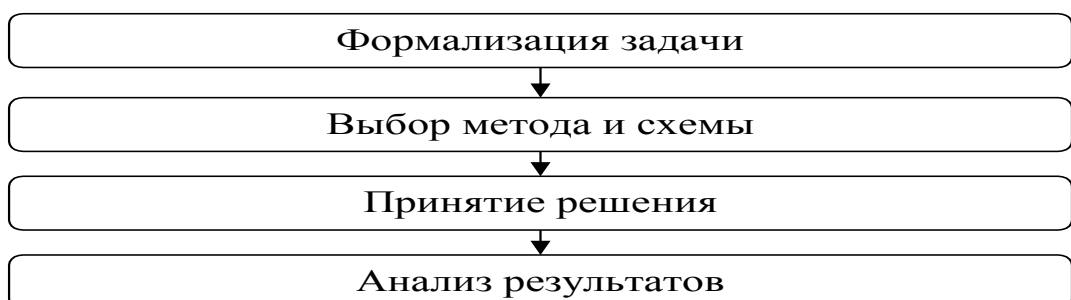 Формализация задачи
Выбор метода и схемы
Принятие решения
Анализ результатов